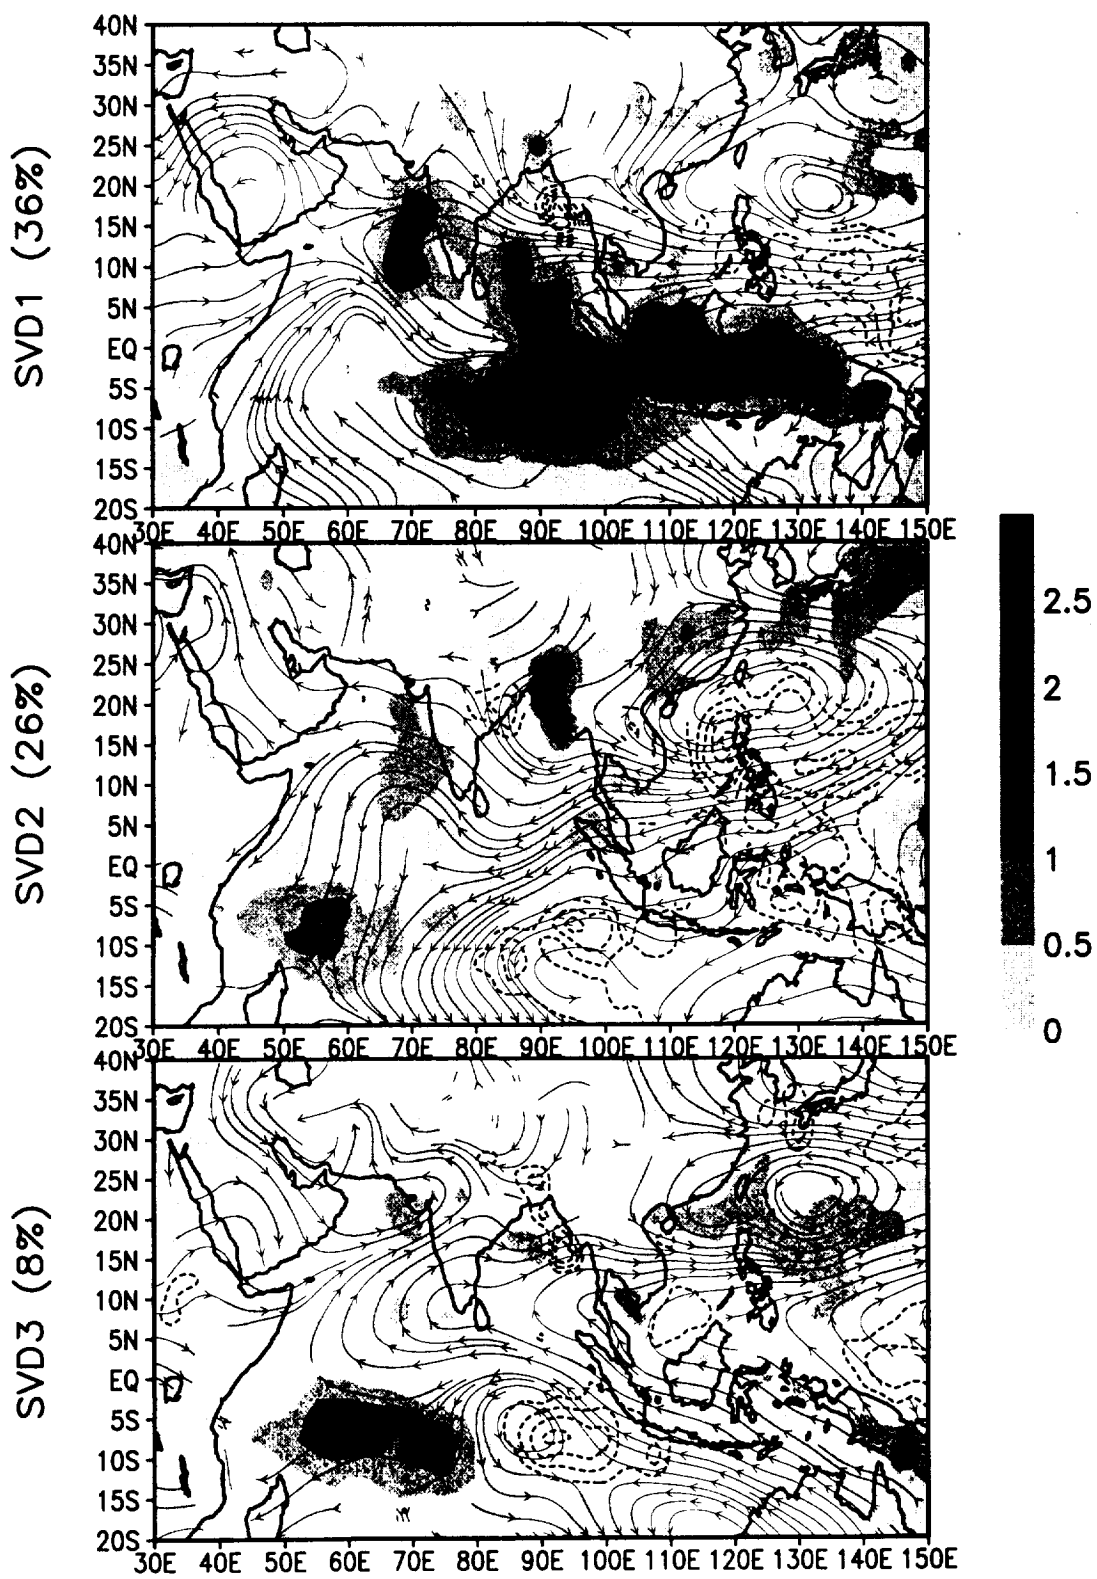 SVD1 (36%)
40N
35N
30N
25N
20N
15N
10N
5N
EQ
5S
10S
15S
20S
30E 40E 50E 60E 70E 80E 90E 100E 110E 120E 130E 140E 150E
SVD2 (26%)
40N
35N
30N
25N
20N
15N
10N
5N
EQ
5S
10S
15S
20S
30E 40E 50E 60E 70E 80E 90E 100E 110E 120E 130E 140E 150E
2.5
2
1.5
1
0.5
0
SVD3 (8%)
40N
35N
30N
25N
20N
15N
10N
5N
EQ
5S
10S
15S
20S
30E 40E 50E 60E 70E 80E 90E 100E 110E 120E 130E 140E 150E